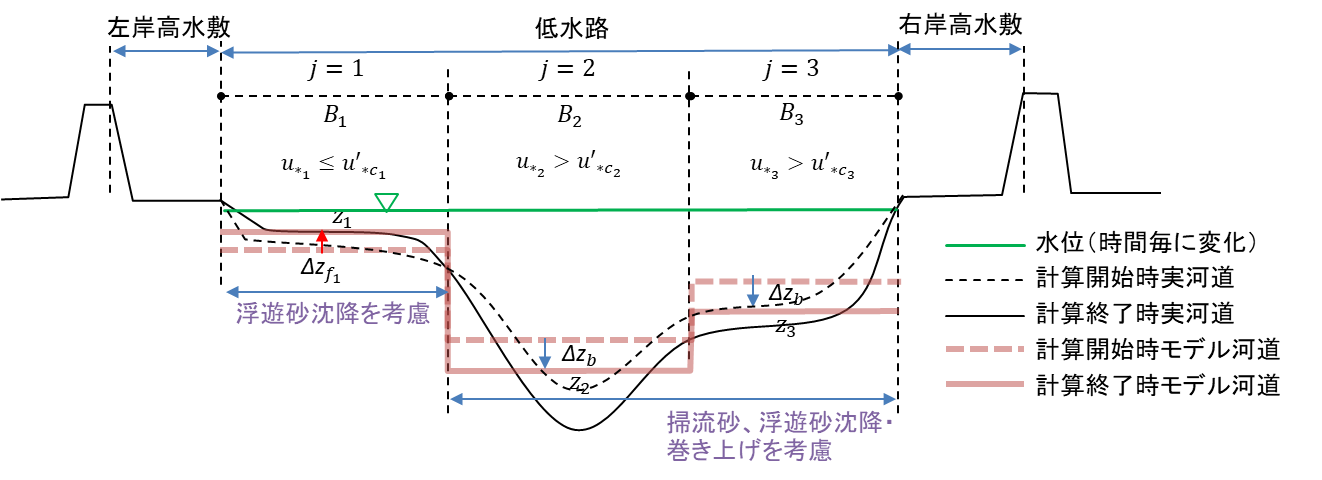 左岸高水敷
低水路
右岸高水敷
j = 1
j = 2
j = 3
B₁
B₂
B₃
u*₁ ≤ u′*c₁
u*₂ > u′*c₂
u*₃ > u′*c₃
z₁
Δz_f₁
浮遊砂沈降を考慮
Δz_b
z₂
Δz_b
z₃
掃流砂、浮遊砂沈降・
巻き上げを考慮
水位（時間毎に変化）
計算開始時実河道
計算終了時実河道
計算開始時モデル河道
計算終了時モデル河道